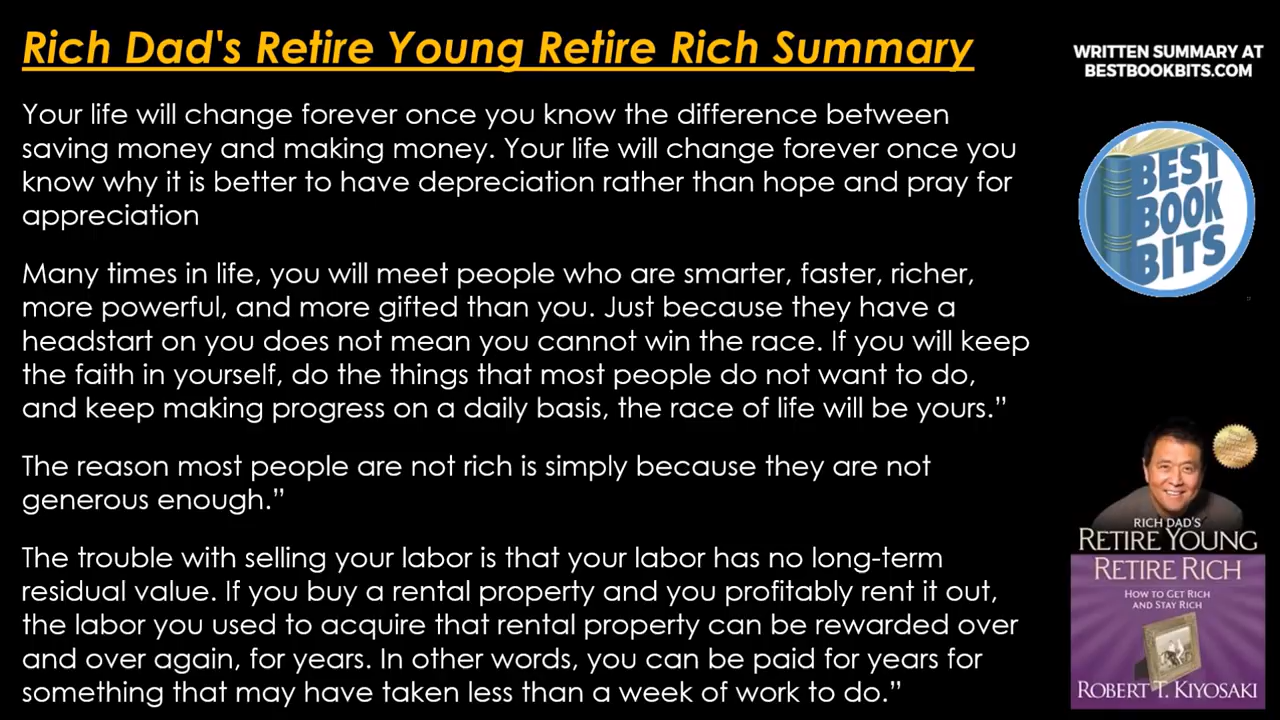 Rich Dad's Retire Young Retire Rich Summary
Your life will change forever once you know the difference between
saving money and making money. Your life will change forever once you
know why it is better to have depreciation rather than hope and pray for
appreciation
Many times in life, you will meet people who are smarter, faster, richer,
more powerful, and more gifted than you. Just because they have a
headstart on you does not mean you cannot win the race. If you will keep
the faith in yourself, do the things that most people do not want to do,
and keep making progress on a daily basis, the race of life will be yours.”
The reason most people are not rich is simply because they are not
generous enough.”
The trouble with selling your labor is that your labor has no long-term
residual value. If you buy a rental property and you profitably rent it out,
the labor you used to acquire that rental property can be rewarded over
and over again, for years. In other words, you can be paid for years for
something that may have taken less than a week of work to do.”
WRITTEN SUMMARY AT
BESTBOOKBITS.COM
BEST
BOOK
BITS
RICH DAD'S
RETIRE YOUNG
RETIRE RICH
HOW TO GET RICH
AND STAY RICH
ROBERT T. KIYOSAKI